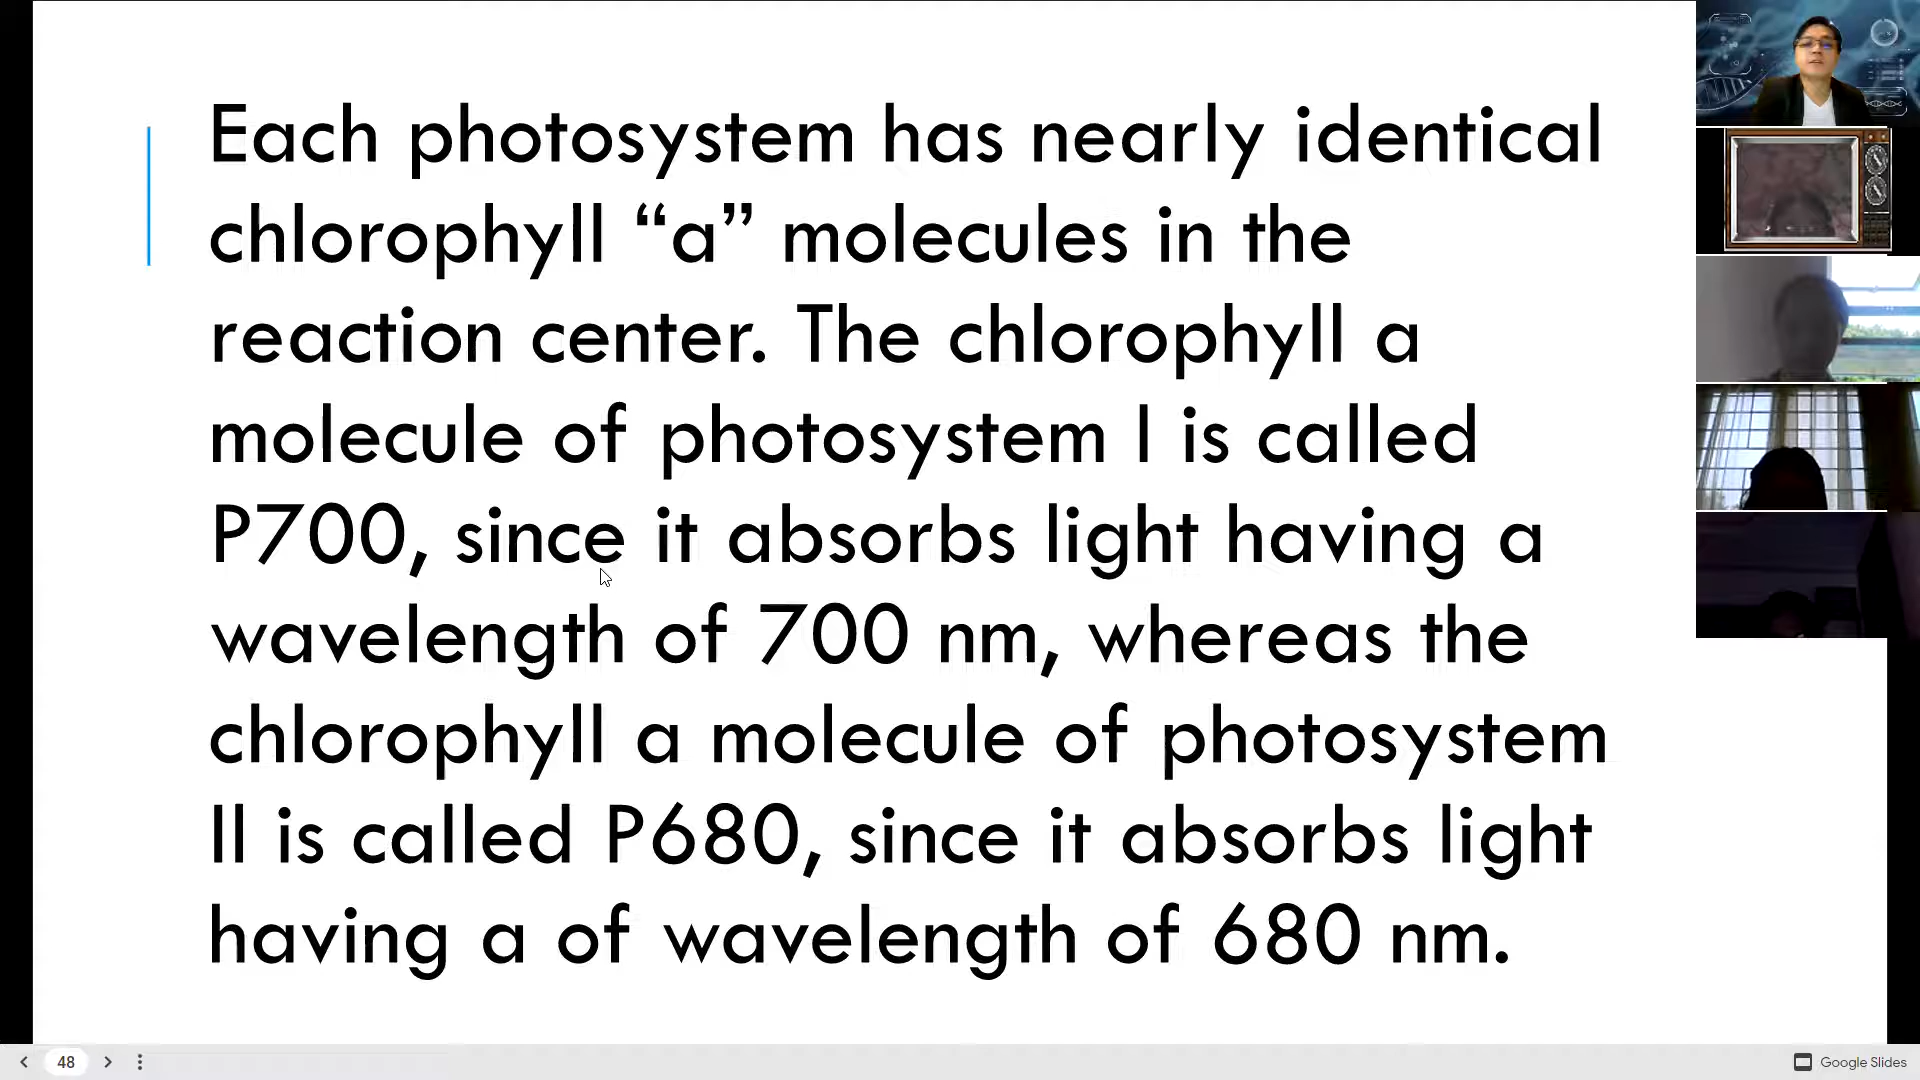 Each photosystem has nearly identical
chlorophyll “a” molecules in the
reaction center. The chlorophyll a
molecule of photosystem I is called
P700, since it absorbs light having a
wavelength of 700 nm, whereas the
chlorophyll a molecule of photosystem
II is called P680, since it absorbs light
having a of wavelength of 680 nm.
48
Google Slides